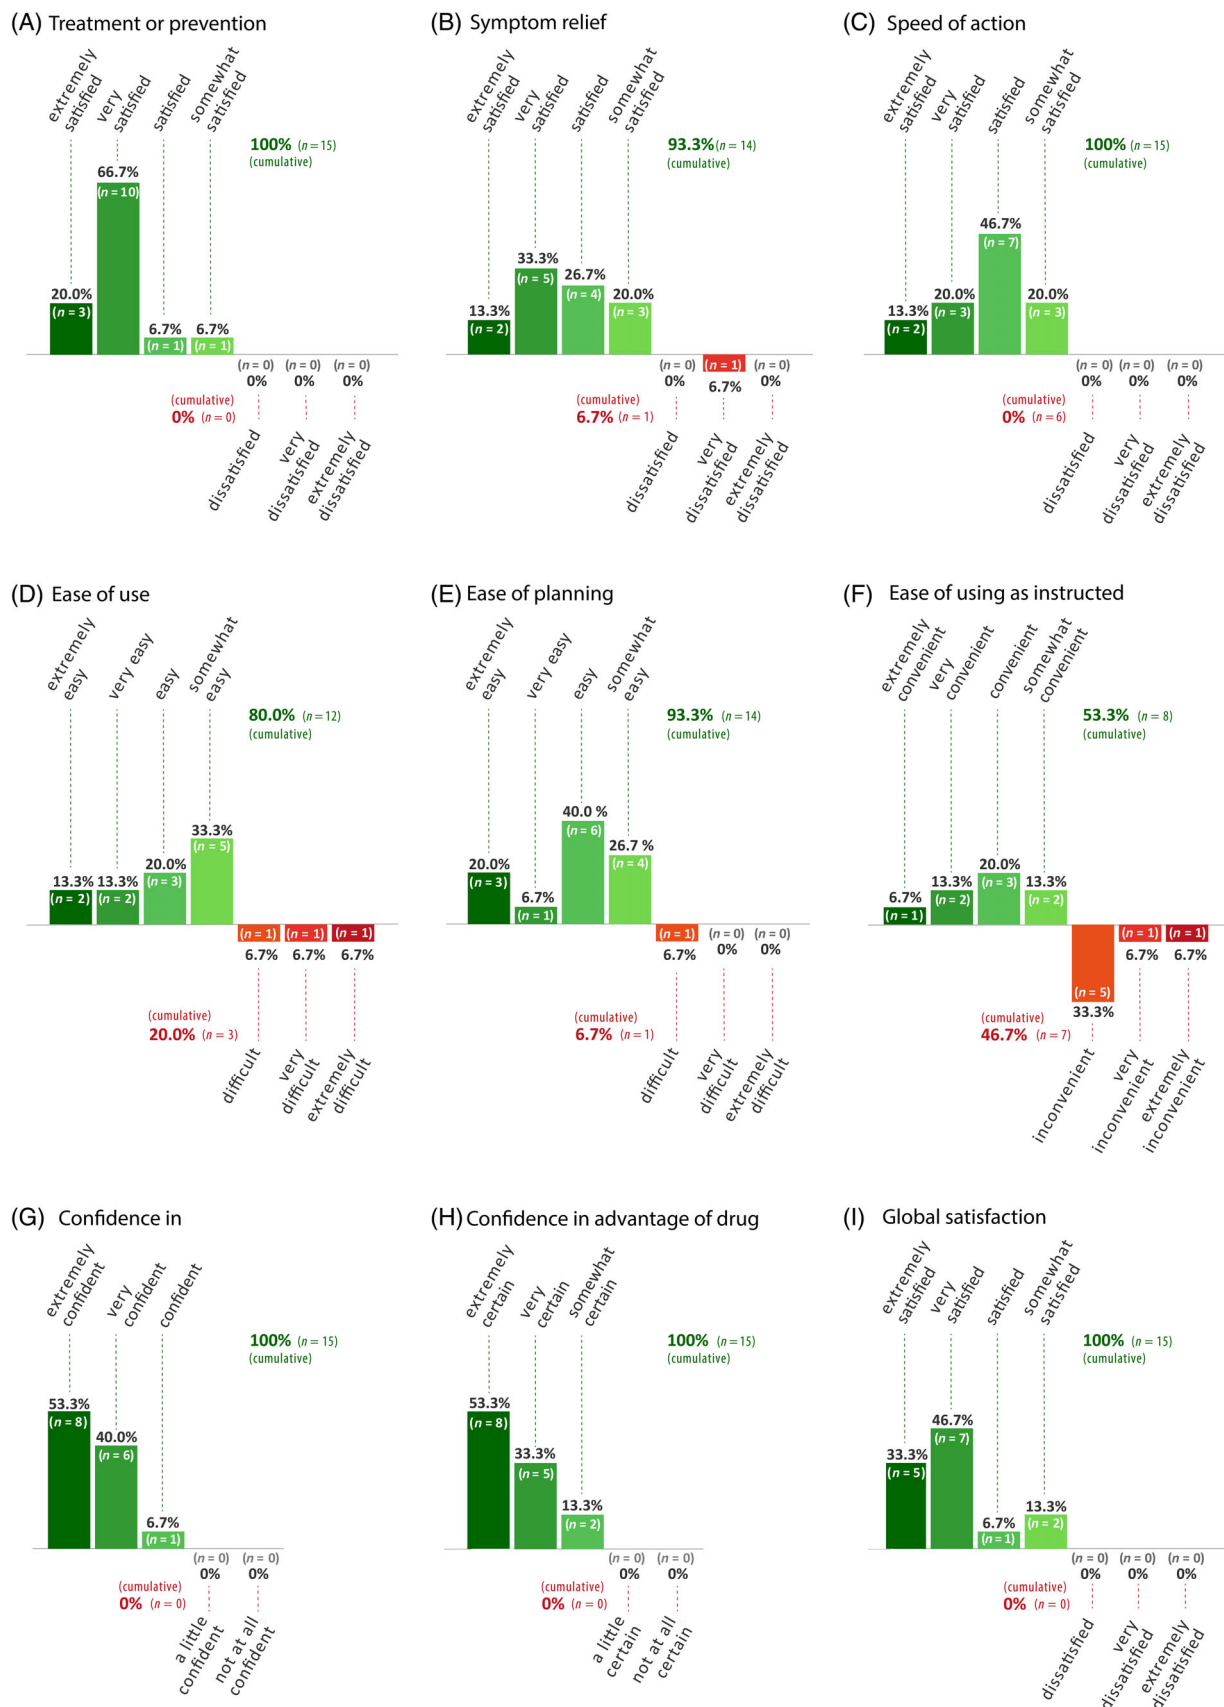 (A) Treatment or prevention
extremely
satisfied
very
satisfied
satisfied
somewhat
satisfied
100% (n = 15)
(cumulative)
66.7%
(n = 10)
20.0%
(n = 3)
6.7%
(n = 1)
6.7%
(n = 1)
(n = 0)
0%
(n = 0)
0%
(n = 0)
0%
(cumulative)
0% (n = 0)
dissatisfied
very
dissatisfied
extremely
dissatisfied
(B) Symptom relief
extremely
satisfied
very
satisfied
satisfied
somewhat
satisfied
93.3% (n = 14)
(cumulative)
13.3%
(n = 2)
33.3%
(n = 5)
26.7%
(n = 4)
20.0%
(n = 3)
(n = 0)
0%
(n = 1)
6.7%
(n = 0)
0%
(cumulative)
6.7% (n = 1)
dissatisfied
very
dissatisfied
extremely
dissatisfied
(C) Speed of action
extremely
satisfied
very
satisfied
satisfied
somewhat
satisfied
100% (n = 15)
(cumulative)
13.3%
(n = 2)
20.0%
(n = 3)
46.7%
(n = 7)
20.0%
(n = 3)
(n = 0)
0%
(n = 0)
0%
(n = 0)
0%
(cumulative)
0% (n = 6)
dissatisfied
very
dissatisfied
extremely
dissatisfied
(D) Ease of use
extremely
easy
very easy
easy
somewhat
easy
80.0% (n = 12)
(cumulative)
13.3%
(n = 2)
13.3%
(n = 2)
20.0%
(n = 3)
33.3%
(n = 5)
(n = 1)
6.7%
(n = 1)
6.7%
(n = 1)
6.7%
(cumulative)
20.0% (n = 3)
difficult
very
difficult
extremely
difficult
(E) Ease of planning
extremely
easy
very easy
easy
somewhat
easy
93.3% (n = 14)
(cumulative)
20.0%
(n = 3)
6.7%
(n = 1)
40.0 %
(n = 6)
26.7 %
(n = 4)
(n = 1)
6.7%
(n = 0)
0%
(n = 0)
0%
(cumulative)
6.7% (n = 1)
difficult
very
difficult
extremely
difficult
(F) Ease of using as instructed
extremely
convenient
very
convenient
convenient
somewhat
convenient
53.3% (n = 8)
(cumulative)
6.7%
(n = 1)
13.3%
(n = 2)
20.0%
(n = 3)
13.3%
(n = 2)
(n = 5)
33.3%
(n = 1)
6.7%
(n = 1)
6.7%
(cumulative)
46.7% (n = 7)
inconvenient
very
inconvenient
extremely
inconvenient
(G) Confidence in
extremely
confident
very
confident
confident
100% (n = 15)
(cumulative)
53.3%
(n = 8)
40.0%
(n = 6)
6.7%
(n = 1)
(n = 0)
0%
(n = 0)
0%
(cumulative)
0% (n = 0)
a little
confident
not at all
confident
(H) Confidence in advantage of drug
extremely
certain
very
certain
somewhat
certain
100% (n = 15)
(cumulative)
53.3%
(n = 8)
33.3%
(n = 5)
13.3%
(n = 2)
(n = 0)
0%
(n = 0)
0%
(cumulative)
0% (n = 0)
a little
certain
not at all
certain
(I) Global satisfaction
extremely
satisfied
very
satisfied
satisfied
somewhat
satisfied
100% (n = 15)
(cumulative)
33.3%
(n = 5)
46.7%
(n = 7)
6.7%
(n = 1)
13.3%
(n = 2)
(n = 0)
0%
(n = 0)
0%
(n = 0)
0%
(cumulative)
0% (n = 0)
dissatisfied
very
dissatisfied
extremely
dissatisfied